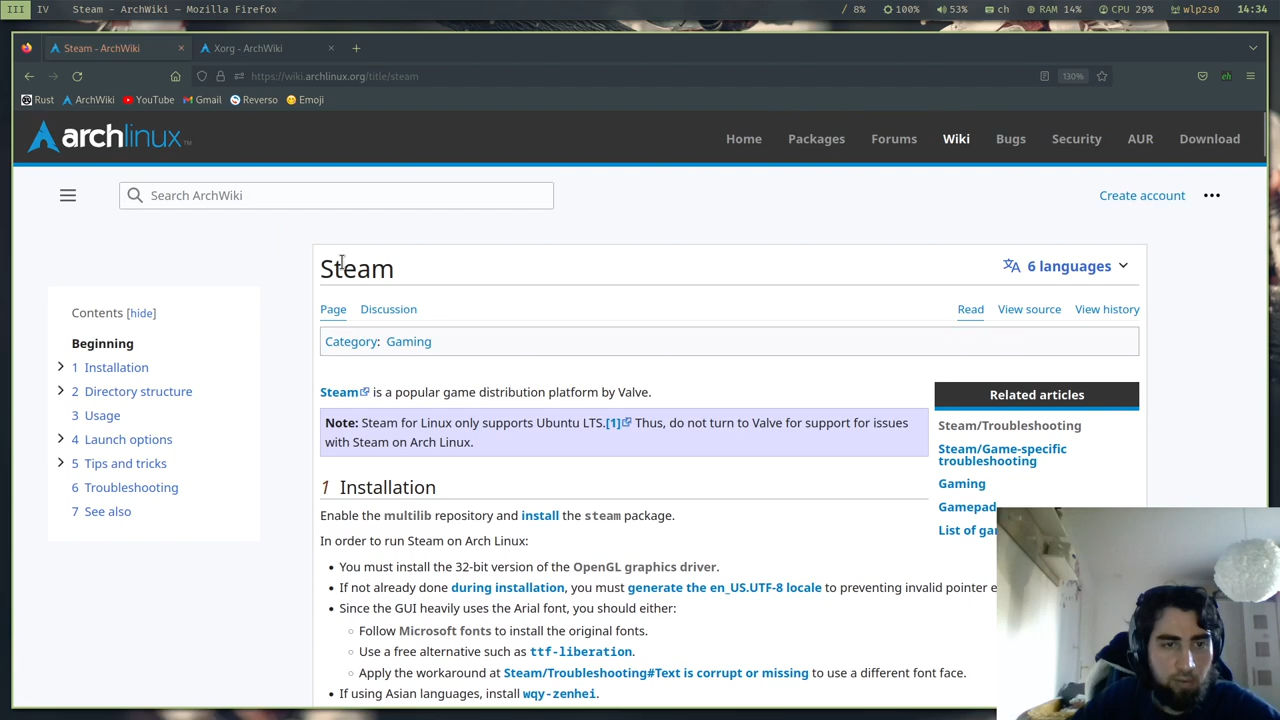 III IV Steam – ArchWiki — Mozilla Firefox / 8% 100% 53% ch RAM 14% CPU 29% wlp2s0 14:34
Steam - ArchWiki Xorg - ArchWiki
https://wiki.archlinux.org/title/steam 130% eh
Rust ArchWiki YouTube Gmail Reverso Emoji
archlinux™ Home Packages Forums Wiki Bugs Security AUR Download
Search ArchWiki Create account
Steam 6 languages
Page Discussion Read View source View history
Category: Gaming
Contents [hide]
Beginning
1 Installation
2 Directory structure
3 Usage
4 Launch options
5 Tips and tricks
6 Troubleshooting
7 See also
Steam is a popular game distribution platform by Valve.
Note: Steam for Linux only supports Ubuntu LTS.[1] Thus, do not turn to Valve for support for issues
with Steam on Arch Linux.
Related articles
Steam/Troubleshooting
Steam/Game-specific
troubleshooting
Gaming
Gamepad
List of
1 Installation
Enable the multilib repository and install the steam package.
In order to run Steam on Arch Linux:
• You must install the 32-bit version of the OpenGL graphics driver.
• If not already done during installation, you must generate the en_US.UTF-8 locale to preventing invalid pointer
• Since the GUI heavily uses the Arial font, you should either:
◦ Follow Microsoft fonts to install the original fonts.
◦ Use a free alternative such as ttf-liberation.
◦ Apply the workaround at Steam/Troubleshooting#Text is corrupt or missing to use a different font face.
• If using Asian languages, install wqy-zenhei.